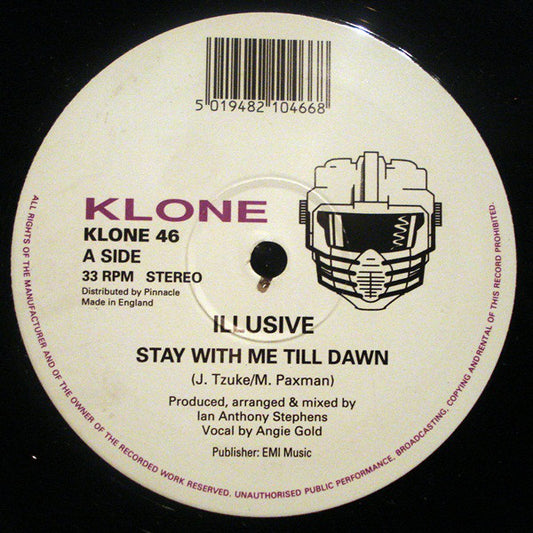 5 019482 104668
KLONE
KLONE 46
A SIDE
33 RPM STEREO
Distributed by Pinnacle
Made in England
ILLUSIVE
STAY WITH ME TILL DAWN
(J. Tzuke/M. Paxman)
Produced, arranged & mixed by
Ian Anthony Stephens
Vocal by Angie Gold
Publisher: EMI Music
ALL RIGHTS OF THE MANUFACTURER AND OF THE OWNER OF THE RECORDED WORK RESERVED. UNAUTHORISED PUBLIC PERFORMANCE, BROADCASTING, COPYING AND RENTAL OF THIS RECORD PROHIBITED.